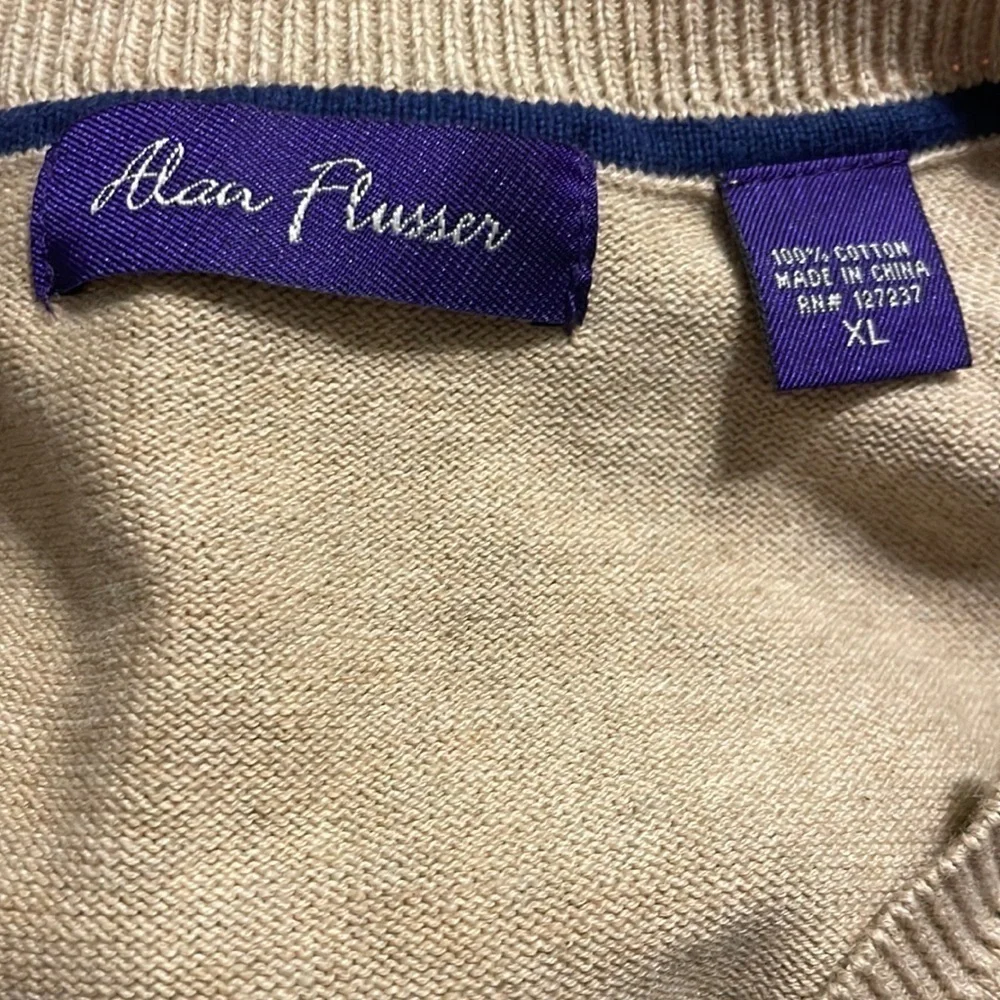 Alan Flusser
100% COTTON
MADE IN CHINA
RN# 127237
XL